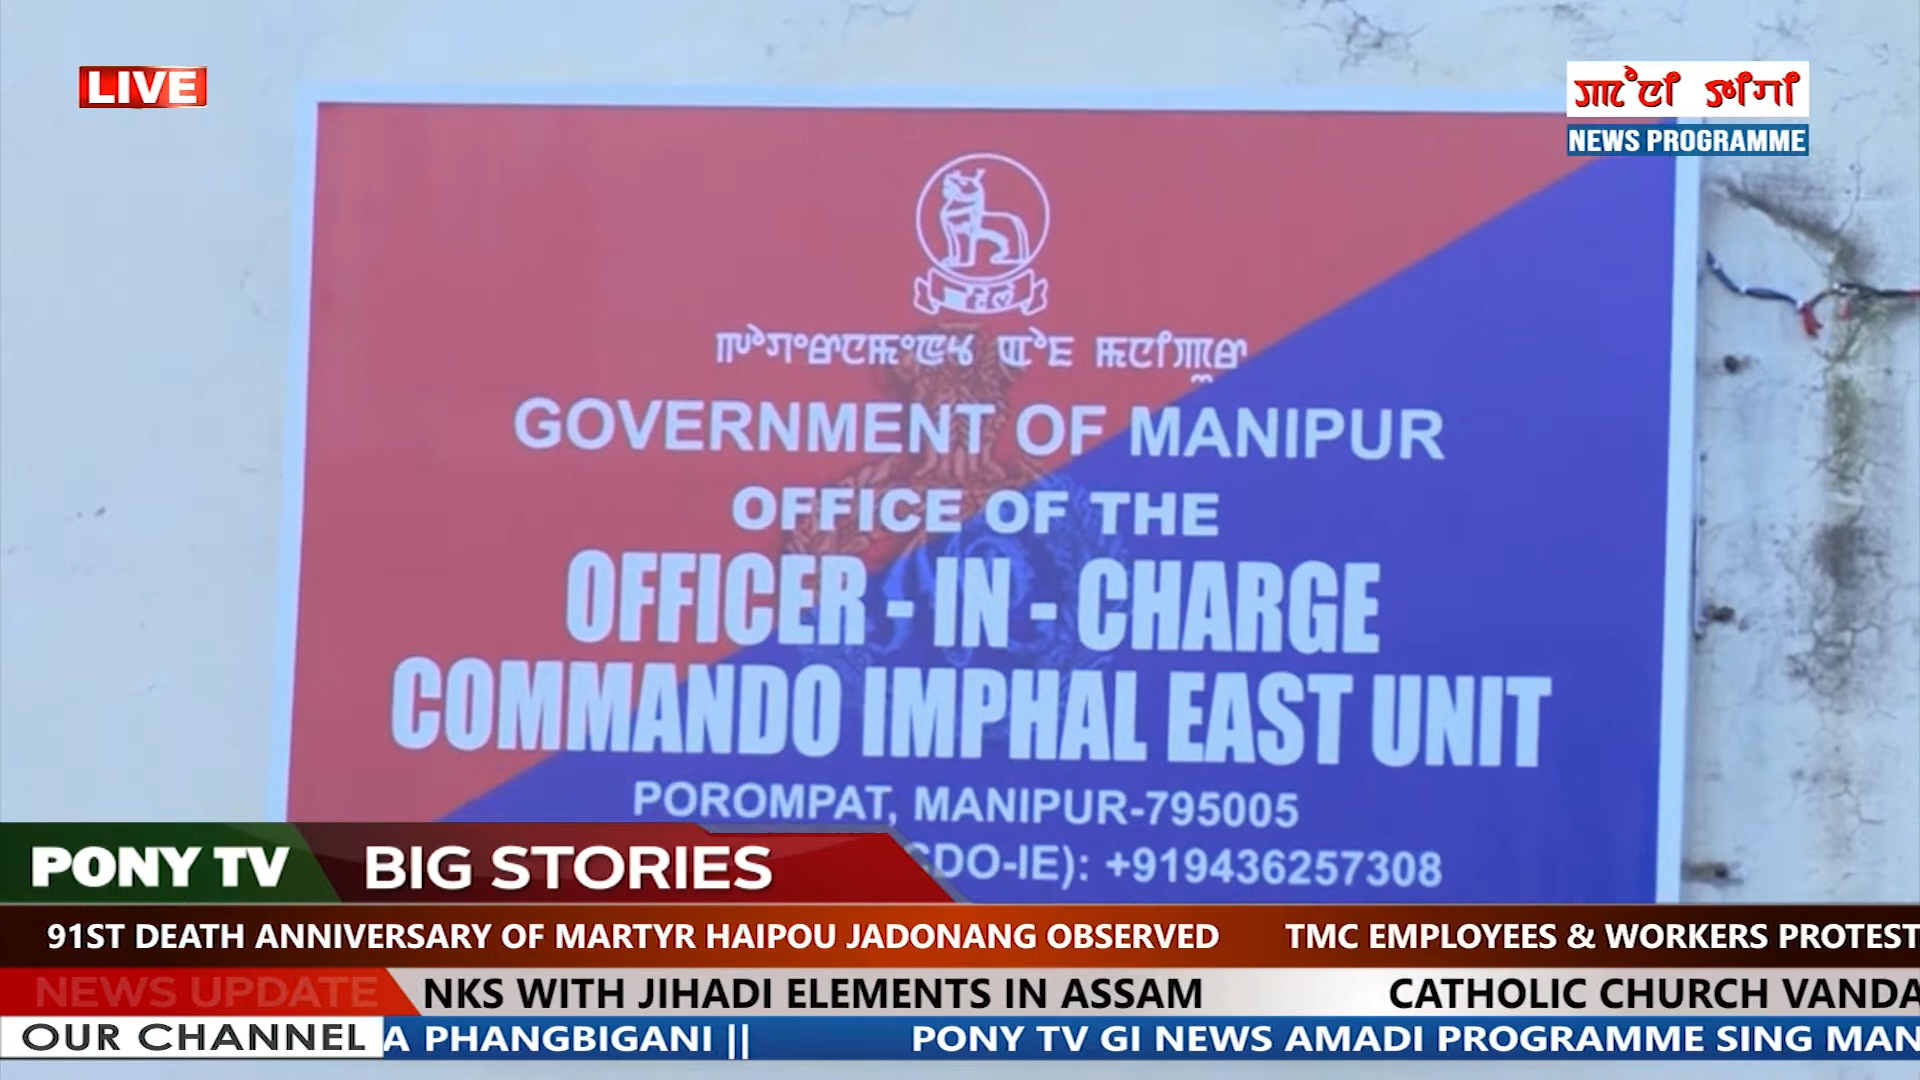 LIVE
NEWS PROGRAMME
GOVERNMENT OF MANIPUR
OFFICE OF THE
OFFICER - IN - CHARGE
COMMANDO IMPHAL EAST UNIT
POROMPAT, MANIPUR-795005
CDO-IE): +919436257308
PONY TV BIG STORIES
91ST DEATH ANNIVERSARY OF MARTYR HAIPOU JADONANG OBSERVED TMC EMPLOYEES & WORKERS PROTEST
NEWS UPDATE NKS WITH JIHADI ELEMENTS IN ASSAM CATHOLIC CHURCH VANDA
OUR CHANNEL A PHANGBIGANI || PONY TV GI NEWS AMADI PROGRAMME SING MAN